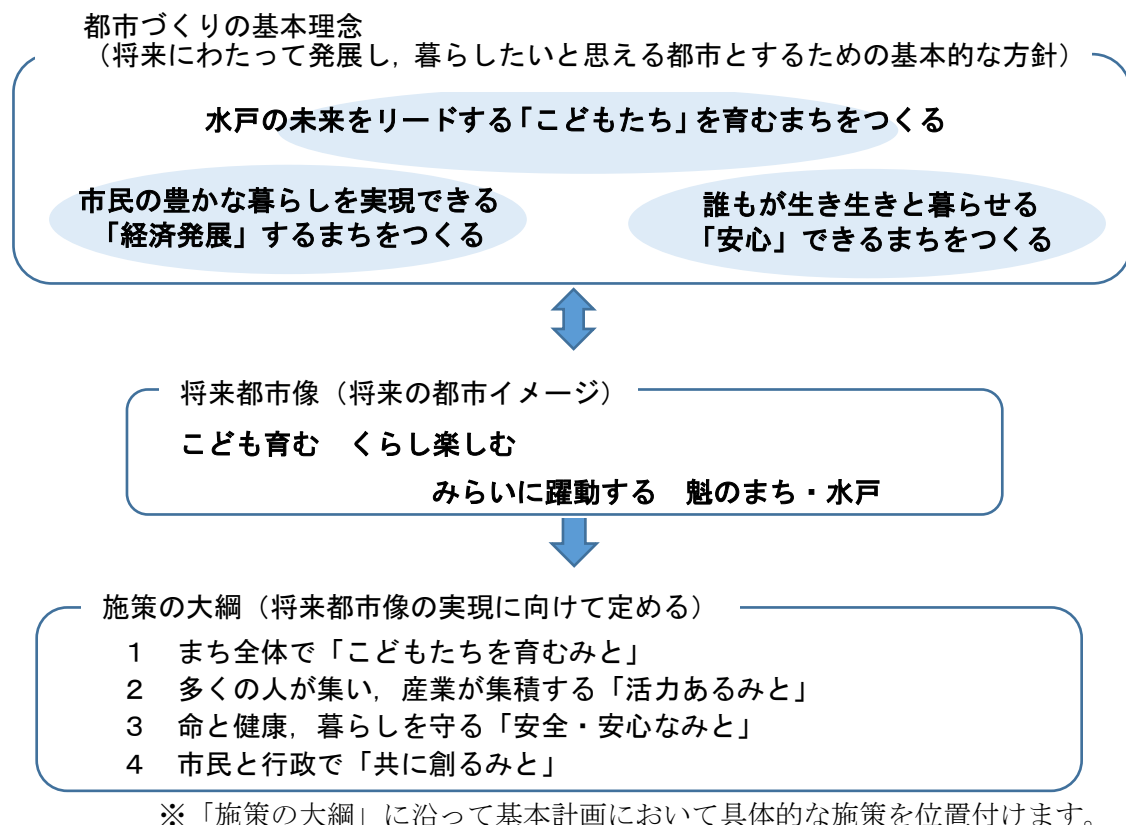 都市づくりの基本理念
（将来にわたって発展し，暮らしたいと思える都市とするための基本的な方針）
水戸の未来をリードする「こどもたち」を育むまちをつくる
市民の豊かな暮らしを実現できる
「経済発展」するまちをつくる
誰もが生き生きと暮らせる
「安心」できるまちをつくる
将来都市像（将来の都市イメージ）
こども育む　くらし楽しむ
みらいに躍動する　魁のまち・水戸
施策の大綱（将来都市像の実現に向けて定める）
１　まち全体で「こどもたちを育むみと」
２　多くの人が集い，産業が集積する「活力あるみと」
３　命と健康，暮らしを守る「安全・安心なみと」
４　市民と行政で「共に創るみと」
※「施策の大綱」に沿って基本計画において具体的な施策を位置付けます。